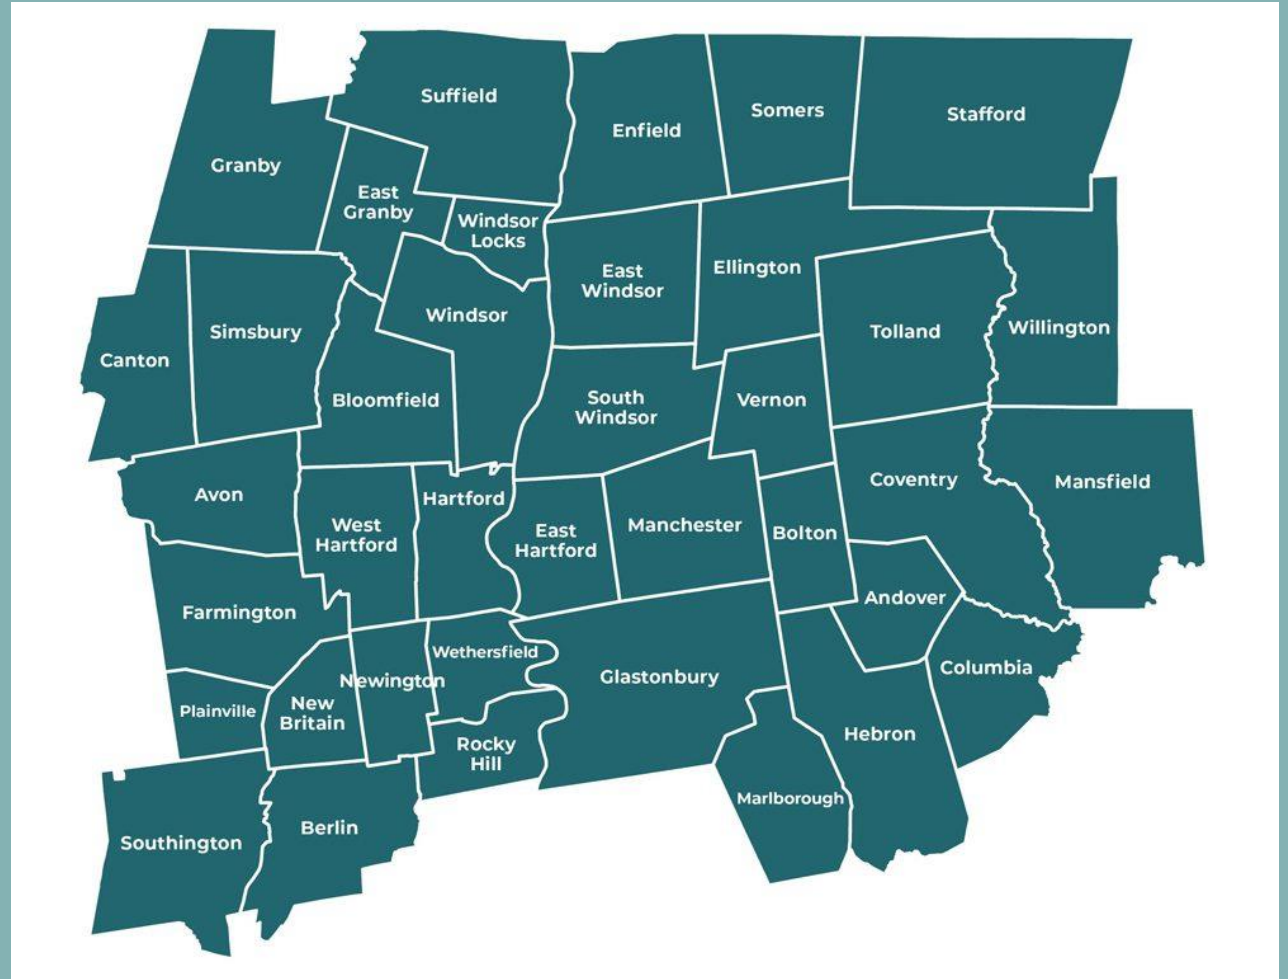 Suffield
Enfield
Somers
Stafford
Granby
East
Granby
Windsor
Locks
East
Windsor
Ellington
Windsor
Simsbury
Tolland
Willington
Canton
Bloomfield
South
Windsor
Vernon
Avon
West
Hartford
Hartford
East
Hartford
Manchester
Bolton
Coventry
Mansfield
Farmington
Andover
Wethersfield
Newington
Glastonbury
Columbia
Plainville
New
Britain
Rocky
Hill
Hebron
Marlborough
Southington
Berlin